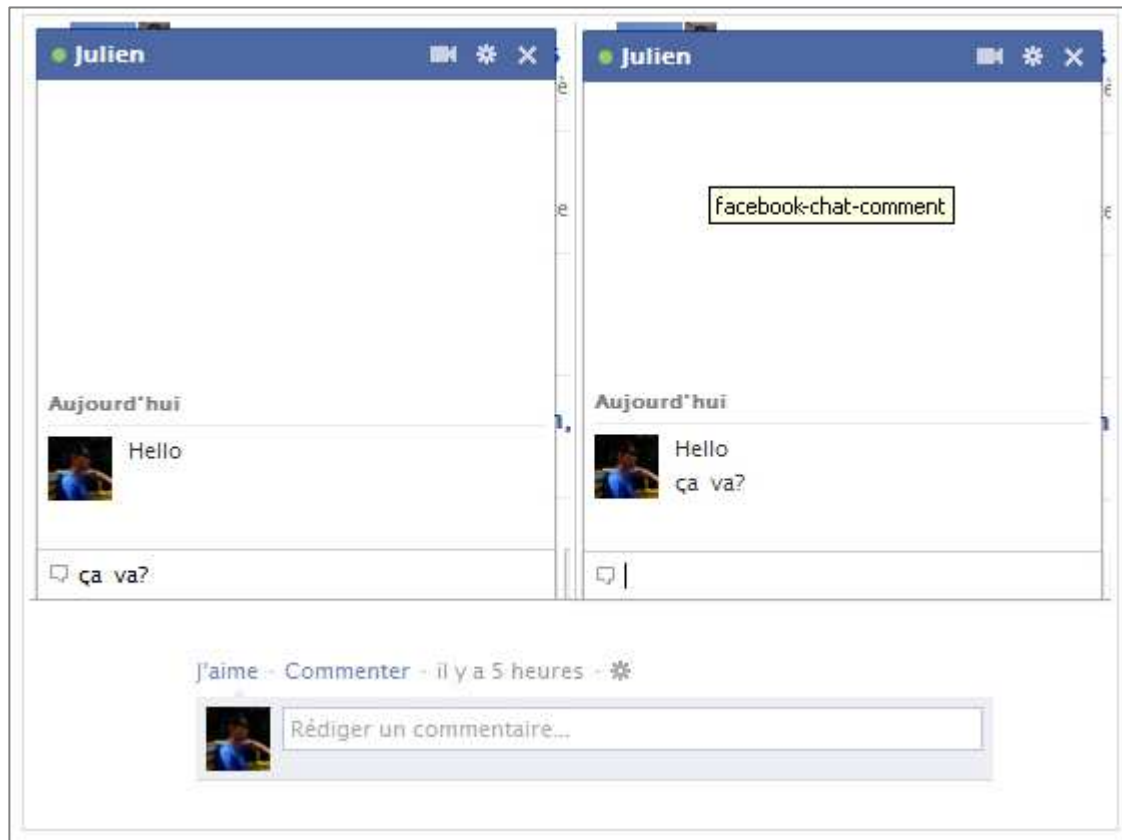 Julien
Aujourd'hui
Hello
ça va?
Julien
facebook-chat-comment
Aujourd'hui
Hello
ça va?
J'aime · Commenter · il y a 5 heures ·
Rédiger un commentaire...